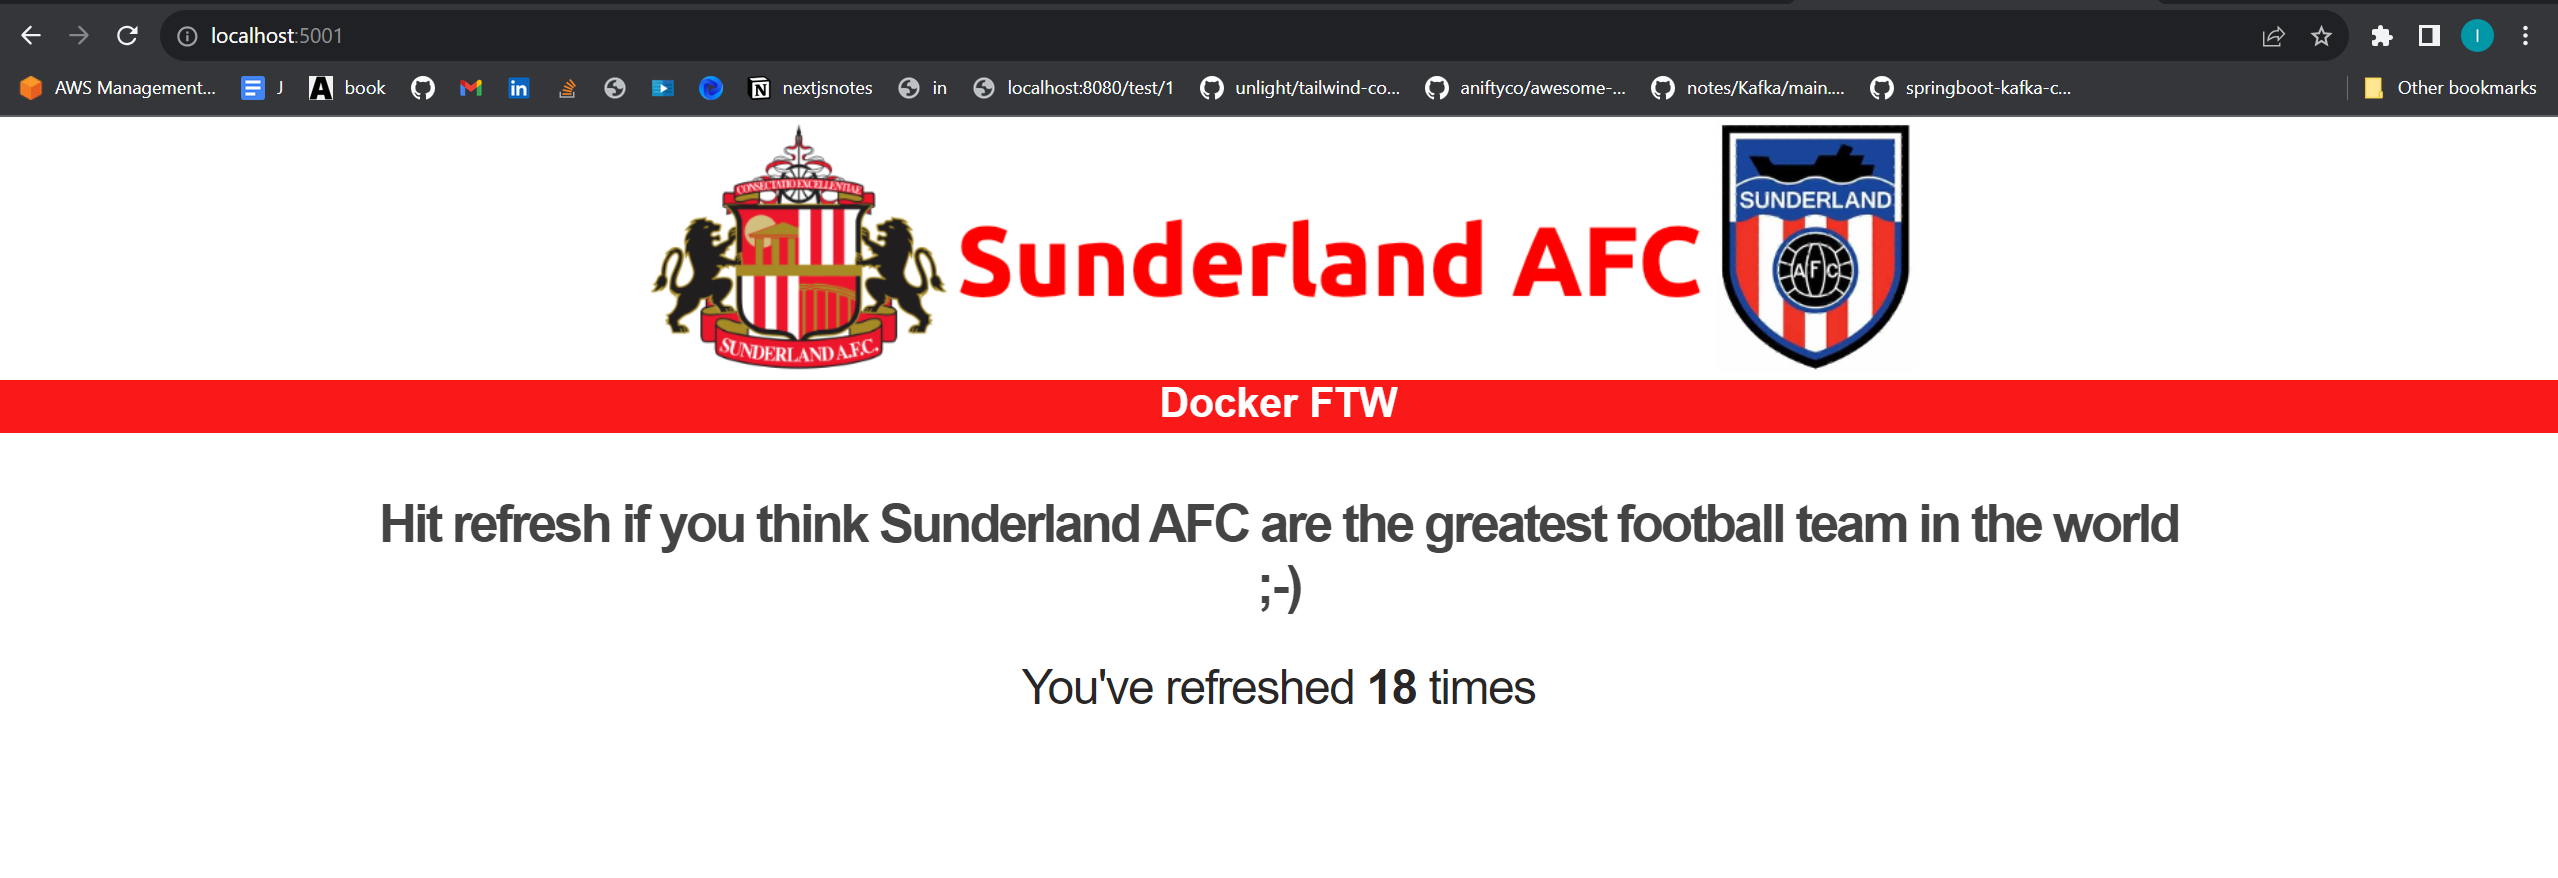 localhost:5001
AWS Management... J book nextjsnotes in localhost:8080/test/1 unlight/tailwind-co... aniftyco/awesome-... notes/Kafka/main.... springboot-kafka-c... Other bookmarks
CONSECTATIO EXCELLENTIAE
SUNDERLAND A.F.C.
Sunderland AFC
SUNDERLAND
AFC
Docker FTW
Hit refresh if you think Sunderland AFC are the greatest football team in the world
;-)
You've refreshed 18 times